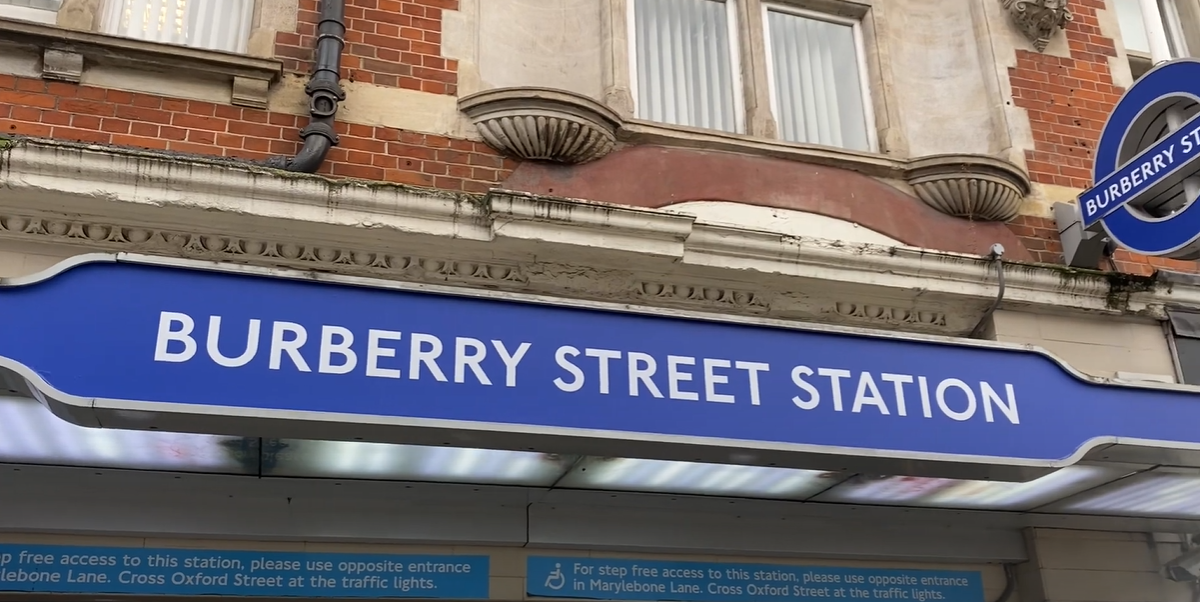 BURBERRY ST
BURBERRY STREET STATION
free access to this station, please use opposite entrance
Lane. Cross Oxford Street at the traffic lights.
For step free access to this station, please use opposite entrance
in Marylebone Lane. Cross Oxford Street at the traffic lights.